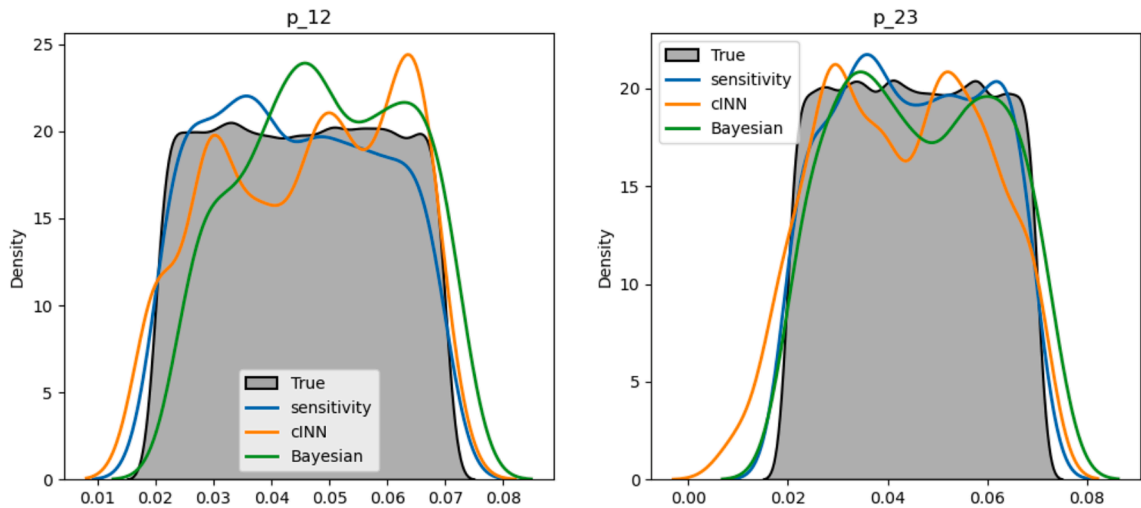 p_12
25
20
15
10
5
0
Density
0.01 0.02 0.03 0.04 0.05 0.06 0.07 0.08
True
sensitivity
cINN
Bayesian
p_23
20
15
10
5
0
Density
0.00 0.02 0.04 0.06 0.08
True
sensitivity
cINN
Bayesian